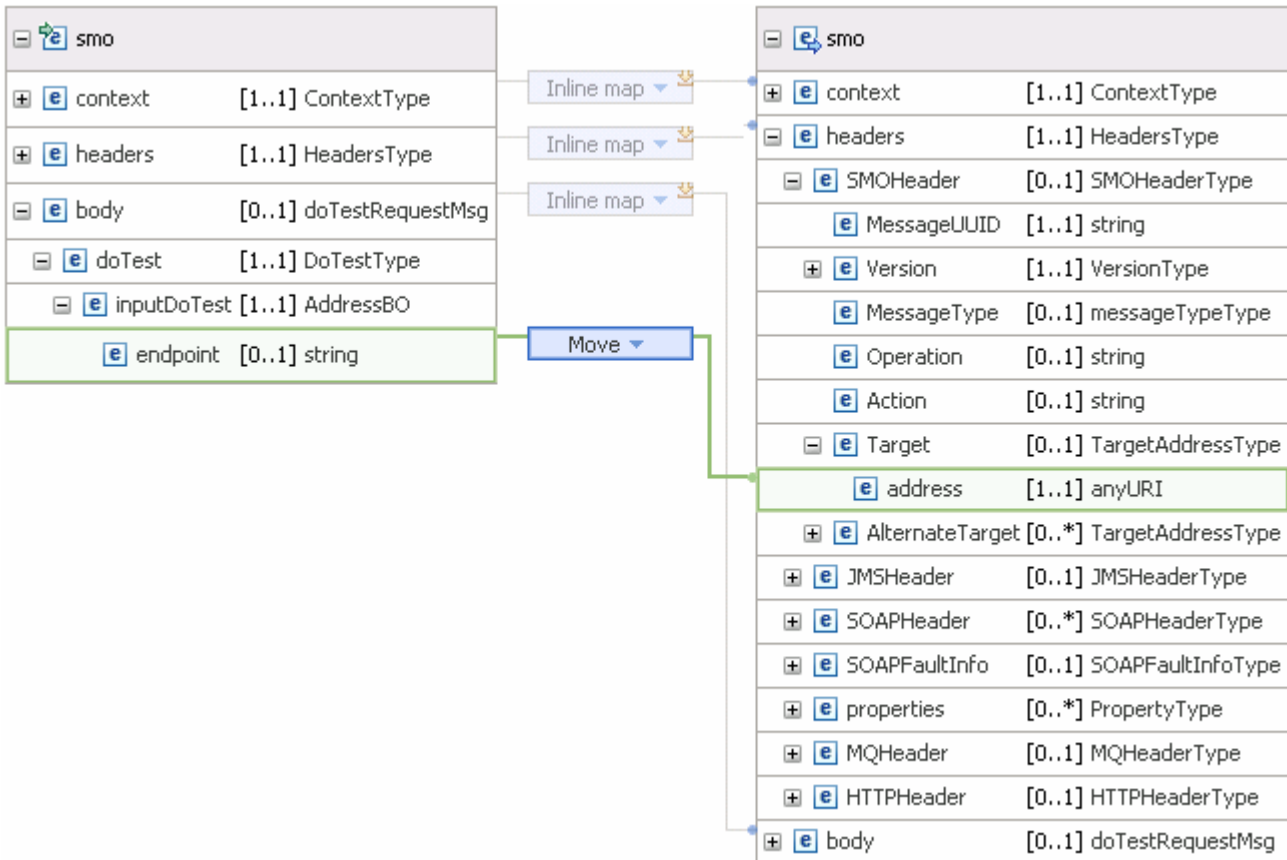 smo
context [1..1] ContextType
headers [1..1] HeadersType
body [0..1] doTestRequestMsg
doTest [1..1] DoTestType
inputDoTest [1..1] AddressBO
endpoint [0..1] string
Inline map
Inline map
Inline map
Move
smo
context [1..1] ContextType
headers [1..1] HeadersType
SMOHeader [0..1] SMOHeaderType
MessageUUID [1..1] string
Version [1..1] VersionType
MessageType [0..1] messageTypeType
Operation [0..1] string
Action [0..1] string
Target [0..1] TargetAddressType
address [1..1] anyURI
AlternateTarget [0..*] TargetAddressType
JMSHeader [0..1] JMSHeaderType
SOAPHeader [0..*] SOAPHeaderType
SOAPFaultInfo [0..1] SOAPFaultInfoType
properties [0..*] PropertyType
MQHeader [0..1] MQHeaderType
HTTPHeader [0..1] HTTPHeaderType
body [0..1] doTestRequestMsg